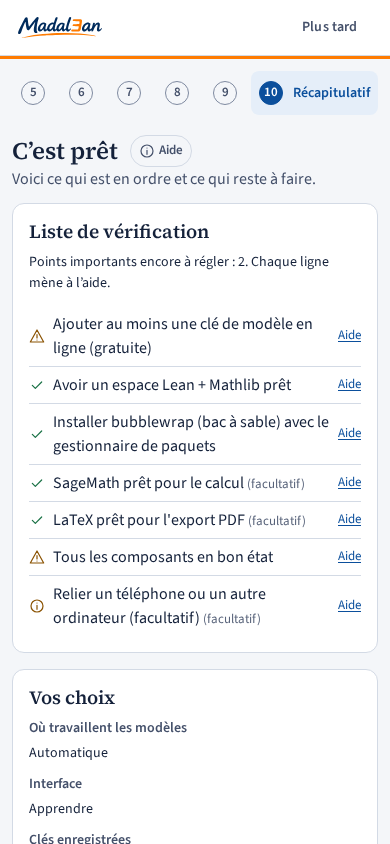 MadalƎan
Plus tard
5
6
7
8
9
10 Récapitulatif
C’est prêt
Aide
Voici ce qui est en ordre et ce qui reste à faire.
Liste de vérification
Points importants encore à régler : 2. Chaque ligne
mène à l’aide.
Ajouter au moins une clé de modèle en
ligne (gratuite)
Aide
Avoir un espace Lean + Mathlib prêt
Aide
Installer bubblewrap (bac à sable) avec le
gestionnaire de paquets
Aide
SageMath prêt pour le calcul (facultatif)
Aide
LaTeX prêt pour l'export PDF (facultatif)
Aide
Tous les composants en bon état
Aide
Relier un téléphone ou un autre
ordinateur (facultatif) (facultatif)
Aide
Vos choix
Où travaillent les modèles
Automatique
Interface
Apprendre
Clés enregistrées